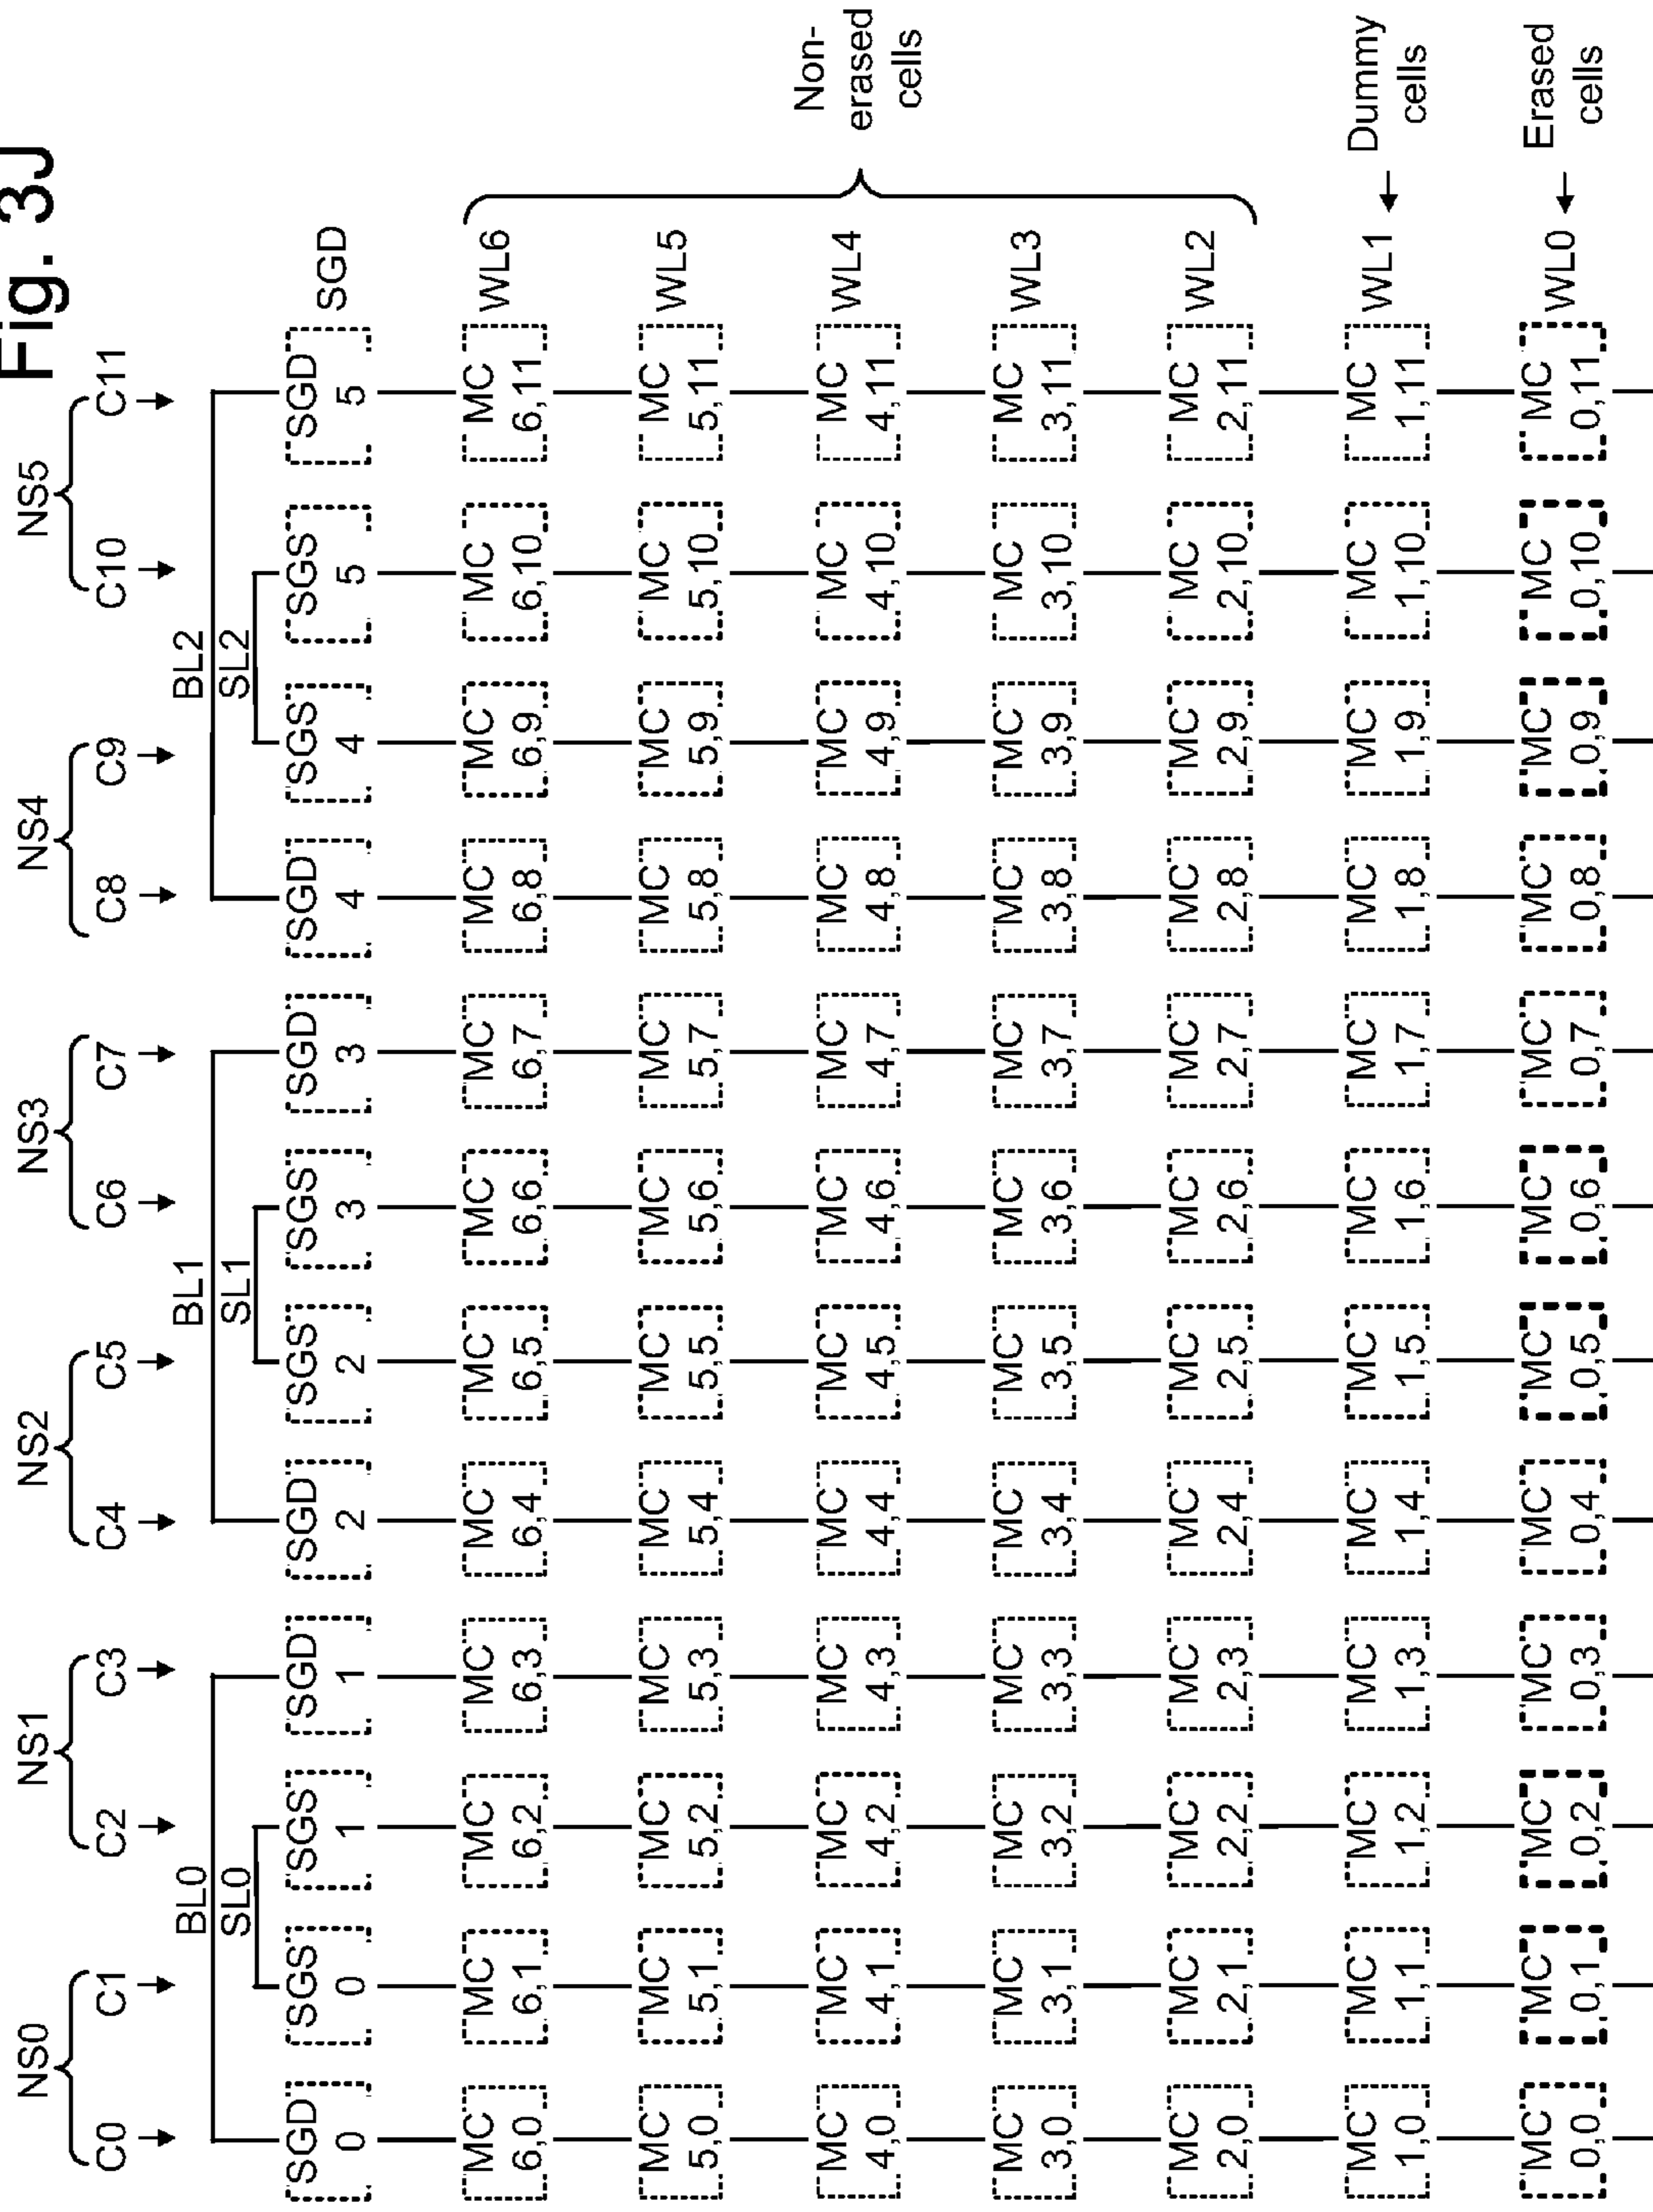 Fig. 3J
NS0 NS1 NS2 NS3 NS4 NS5
C0 C1 C2 C3 C4 C5 C6 C7 C8 C9 C10 C11
BL0 BL1 BL2
SL0 SL1 SL2
SGD SGS SGS SGD SGD SGS SGS SGD SGD SGS SGS SGD SGD
0 0 1 1 2 2 3 3 4 4 5 5
MC MC MC MC MC MC MC MC MC MC MC MC WL6
6,0 6,1 6,2 6,3 6,4 6,5 6,6 6,7 6,8 6,9 6,10 6,11
MC MC MC MC MC MC MC MC MC MC MC MC WL5
5,0 5,1 5,2 5,3 5,4 5,5 5,6 5,7 5,8 5,9 5,10 5,11
MC MC MC MC MC MC MC MC MC MC MC MC WL4
4,0 4,1 4,2 4,3 4,4 4,5 4,6 4,7 4,8 4,9 4,10 4,11
Non-
erased
cells
MC MC MC MC MC MC MC MC MC MC MC MC WL3
3,0 3,1 3,2 3,3 3,4 3,5 3,6 3,7 3,8 3,9 3,10 3,11
MC MC MC MC MC MC MC MC MC MC MC MC WL2
2,0 2,1 2,2 2,3 2,4 2,5 2,6 2,7 2,8 2,9 2,10 2,11
MC MC MC MC MC MC MC MC MC MC MC MC WL1
1,0 1,1 1,2 1,3 1,4 1,5 1,6 1,7 1,8 1,9 1,10 1,11
Dummy
cells
MC MC MC MC MC MC MC MC MC MC MC MC WL0
0,0 0,1 0,2 0,3 0,4 0,5 0,6 0,7 0,8 0,9 0,10 0,11
Erased
cells